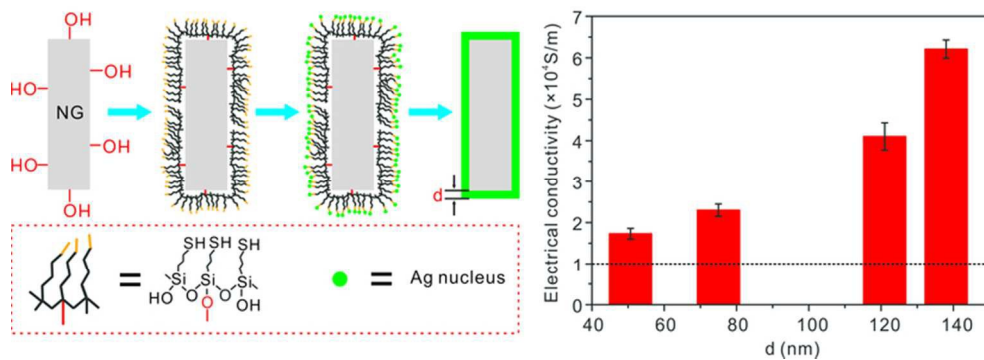 OH
OH
HO
NG
OH
HO
OH
d
SH SH SH
Si Si Si
HO O O OH
O
= = Ag nucleus
Electrical conductivity (×10⁴S/m)
7
6
5
4
3
2
1
1
40 60 80 100 120 140
d (nm)